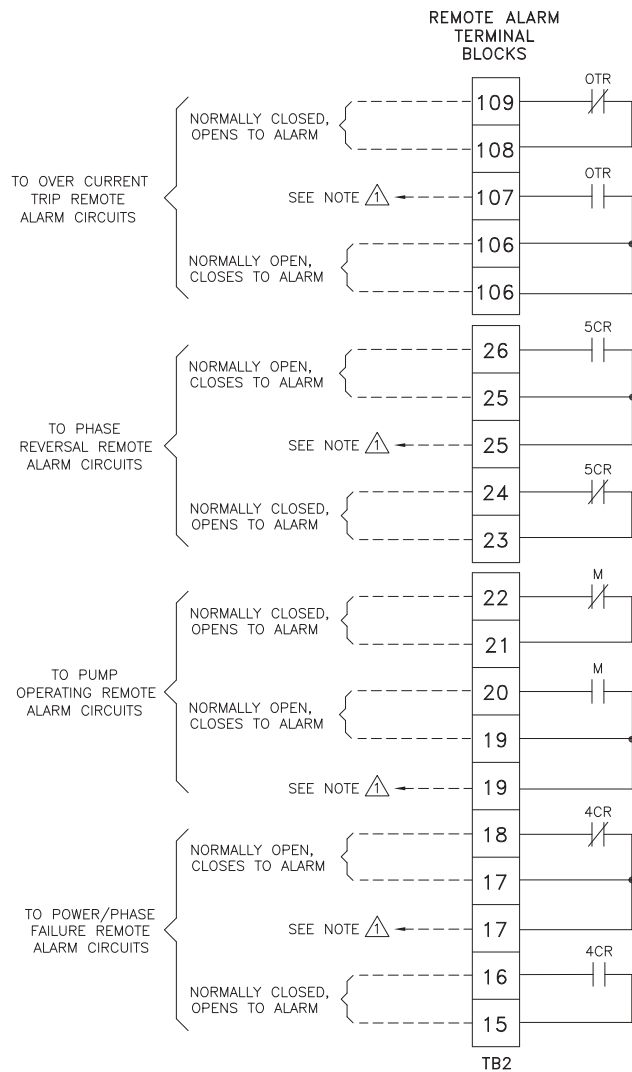 REMOTE ALARM
TERMINAL
BLOCKS
TO OVER CURRENT
TRIP REMOTE
ALARM CIRCUITS
NORMALLY CLOSED,
OPENS TO ALARM
109
OTR
108
SEE NOTE 1
107
OTR
NORMALLY OPEN,
CLOSES TO ALARM
106
106
TO PHASE
REVERSAL REMOTE
ALARM CIRCUITS
NORMALLY OPEN,
CLOSES TO ALARM
26
5CR
25
SEE NOTE 1
25
NORMALLY CLOSED,
OPENS TO ALARM
24
5CR
23
TO PUMP
OPERATING REMOTE
ALARM CIRCUITS
NORMALLY CLOSED,
OPENS TO ALARM
22
M
21
NORMALLY OPEN,
CLOSES TO ALARM
20
M
19
SEE NOTE 1
19
TO POWER/PHASE
FAILURE REMOTE
ALARM CIRCUITS
NORMALLY OPEN,
CLOSES TO ALARM
18
4CR
17
SEE NOTE 1
17
NORMALLY CLOSED,
OPENS TO ALARM
16
4CR
15
TB2